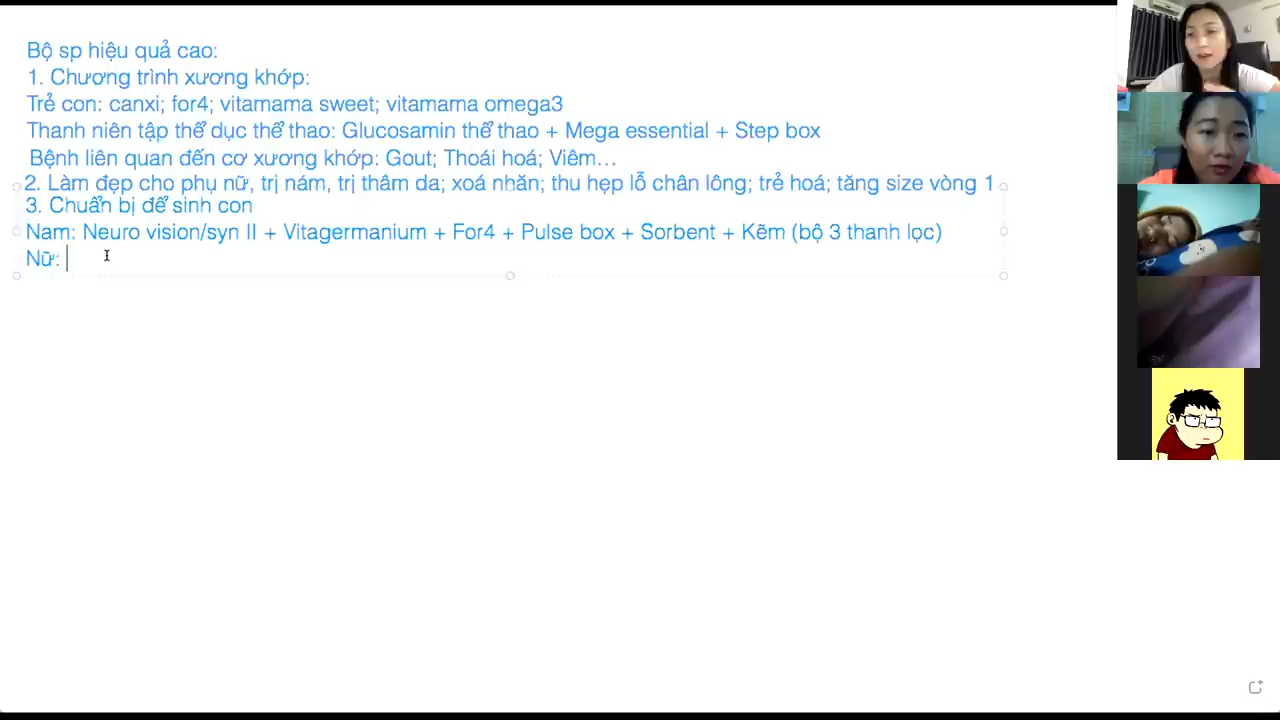 Bộ sp hiệu quả cao:
1. Chương trình xương khớp:
Trẻ con: canxi; for4; vitamama sweet; vitamama omega3
Thanh niên tập thể dục thể thao: Glucosamin thể thao + Mega essential + Step box
Bệnh liên quan đến cơ xương khớp: Gout; Thoái hoá; Viêm...
2. Làm đẹp cho phụ nữ, trị nám, trị thâm da; xoá nhăn; thu hẹp lỗ chân lông; trẻ hoá; tăng size vòng 1
3. Chuẩn bị để sinh con
Nam: Neuro vision/syn II + Vitagermanium + For4 + Pulse box + Sorbent + Kẽm (bộ 3 thanh lọc)
Nữ: